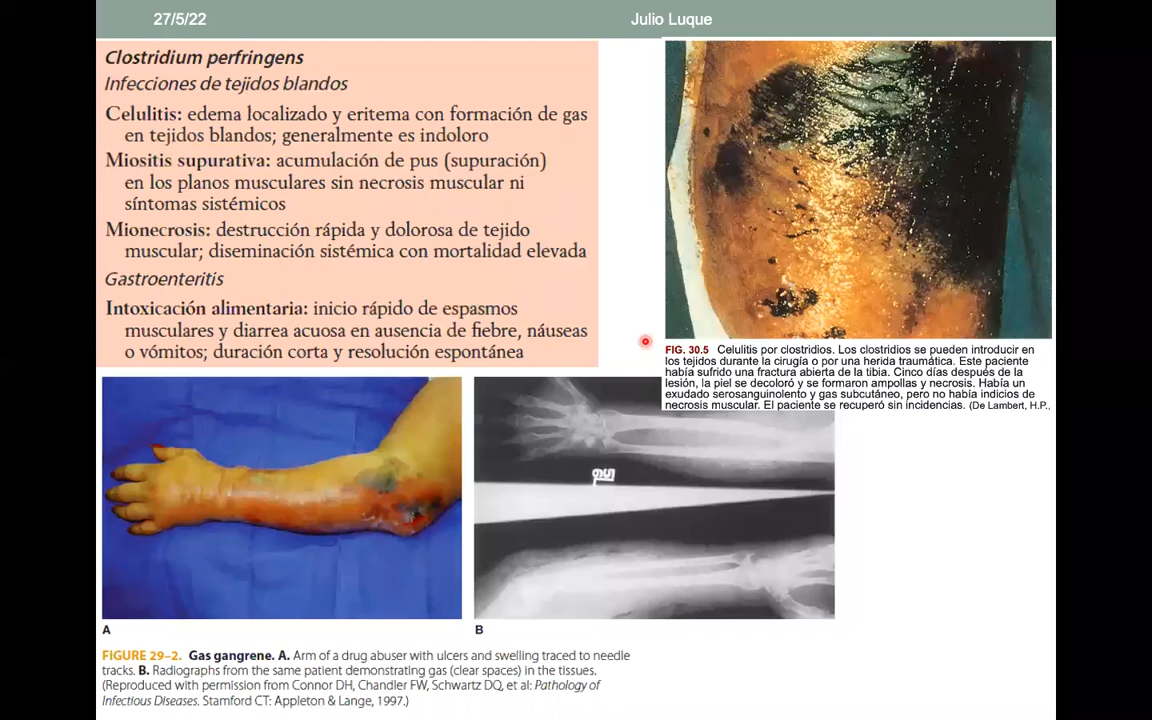 27/5/22
Julio Luque
Clostridium perfringens
Infecciones de tejidos blandos
Celulitis: edema localizado y eritema con formación de gas
en tejidos blandos; generalmente es indoloro
Miositis supurativa: acumulación de pus (supuración)
en los planos musculares sin necrosis muscular ni
síntomas sistémicos
Mionecrosis: destrucción rápida y dolorosa de tejido
muscular; diseminación sistémica con mortalidad elevada
Gastroenteritis
Intoxicación alimentaria: inicio rápido de espasmos
musculares y diarrea acuosa en ausencia de fiebre, náuseas
o vómitos; duración corta y resolución espontánea
FIG. 30.5 Celulitis por clostridios. Los clostridios se pueden introducir en
los tejidos durante la cirugía o por una herida traumática. Este paciente
había sufrido una fractura abierta de la tibia. Cinco días después de la
lesión, la piel se decoloró y se formaron ampollas y necrosis. Había un
exudado serosanguinolento y gas subcutáneo, pero no había indicios de
necrosis muscular. El paciente se recuperó sin incidencias. (De Lambert, H.P.,
A
B
FIGURE 29–2. Gas gangrene. A. Arm of a drug abuser with ulcers and swelling traced to needle
tracks. B. Radiographs from the same patient demonstrating gas (clear spaces) in the tissues.
(Reproduced with permission from Connor DH, Chandler FW, Schwartz DQ, et al: Pathology of
Infectious Diseases. Stamford CT: Appleton & Lange, 1997.)